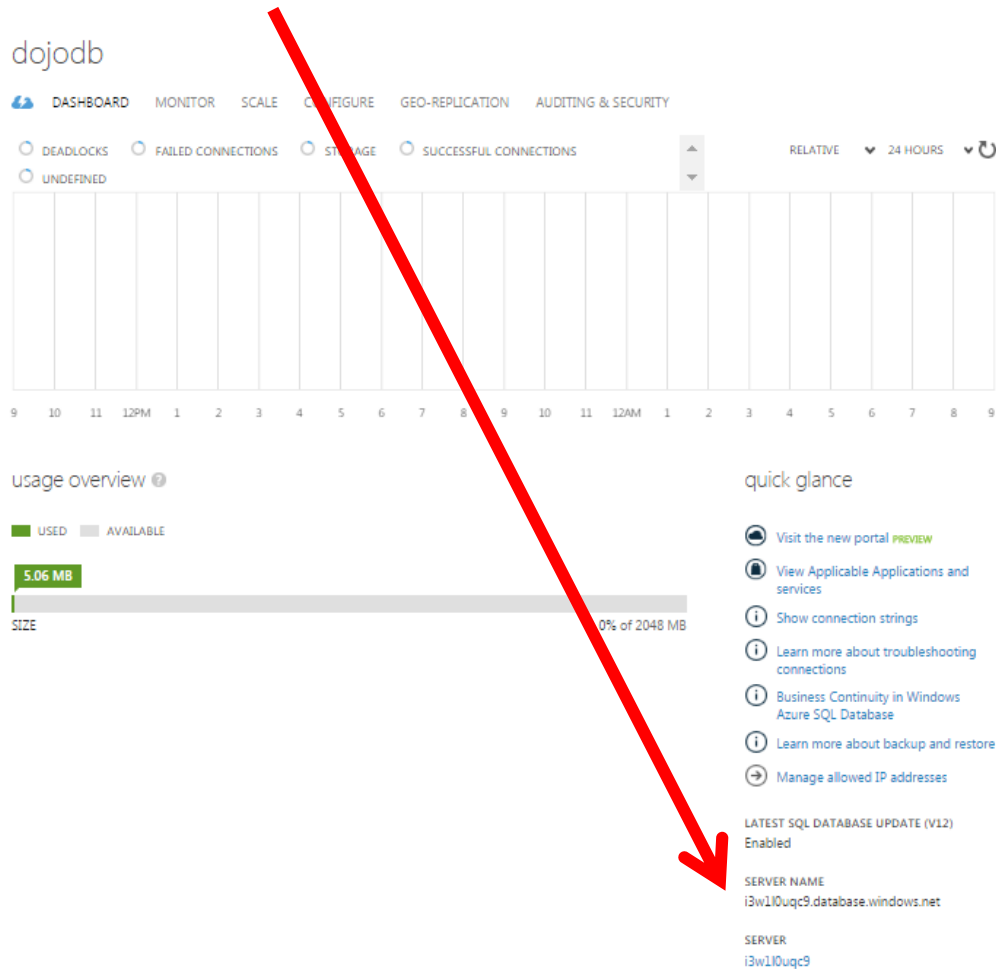 dojodb
DASHBOARD MONITOR SCALE CONFIGURE GEO-REPLICATION AUDITING & SECURITY
DEADLOCKS FAILED CONNECTIONS STORAGE SUCCESSFUL CONNECTIONS RELATIVE 24 HOURS
UNDEFINED
9 10 11 12PM 1 2 3 4 5 6 7 8 9 10 11 12AM 1 2 3 4 5 6 7 8 9
usage overview ?
USED AVAILABLE
5.06 MB
SIZE 0% of 2048 MB
quick glance
Visit the new portal PREVIEW
View Applicable Applications and
services
Show connection strings
Learn more about troubleshooting
connections
Business Continuity in Windows
Azure SQL Database
Learn more about backup and restore
Manage allowed IP addresses
LATEST SQL DATABASE UPDATE (V12)
Enabled
SERVER NAME
i3w1l0uqc9.database.windows.net
SERVER
i3w1l0uqc9